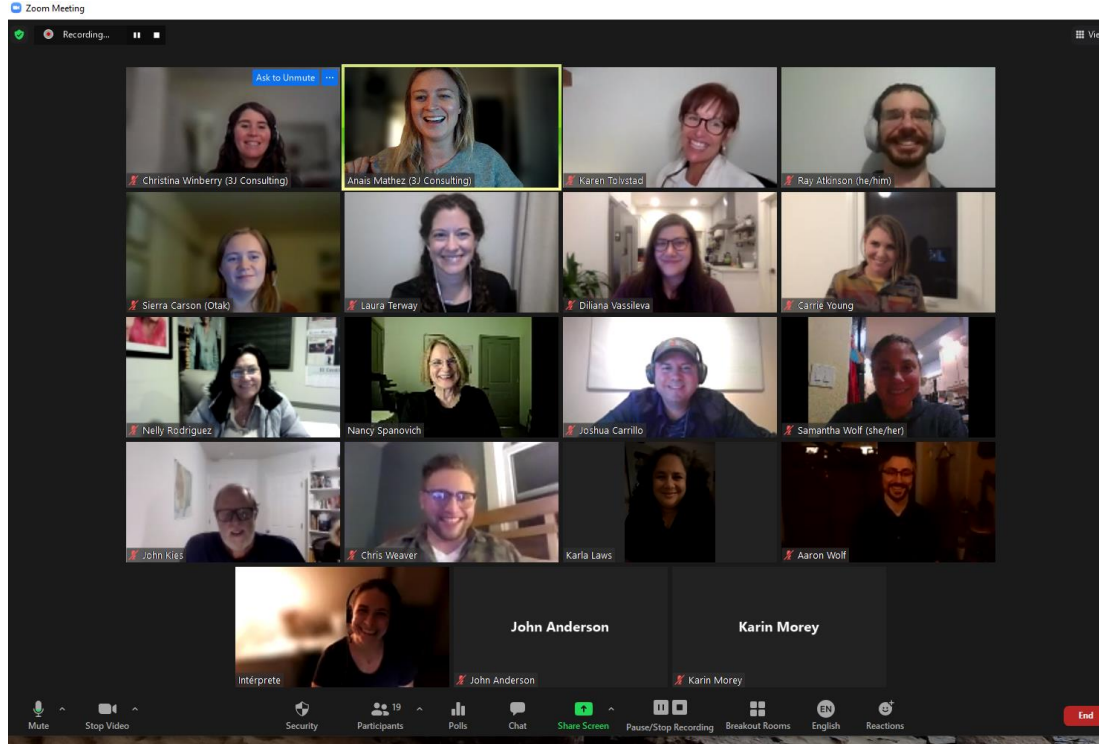 Zoom Meeting
Recording...
Vie
Ask to Unmute ...
Christina Winberry (3J Consulting)
Anais Mathez (3J Consulting)
Karen Tolvstad
Ray Atkinson (he/him)
Sierra Carson (Otak)
Laura Terway
Diliana Vassileva
Carrie Young
Nelly Rodriguez
Nancy Spanovich
Joshua Carrillo
Samantha Wolf (she/her)
John Kies
Chris Weaver
Karla Laws
Aaron Wolf
Intérprete
John Anderson
John Anderson
Karin Morey
Karin Morey
Mute
Stop Video
Security
19
Participants
Polls
Chat
Share Screen
Pause/Stop Recording
Breakout Rooms
EN
English
Reactions
End